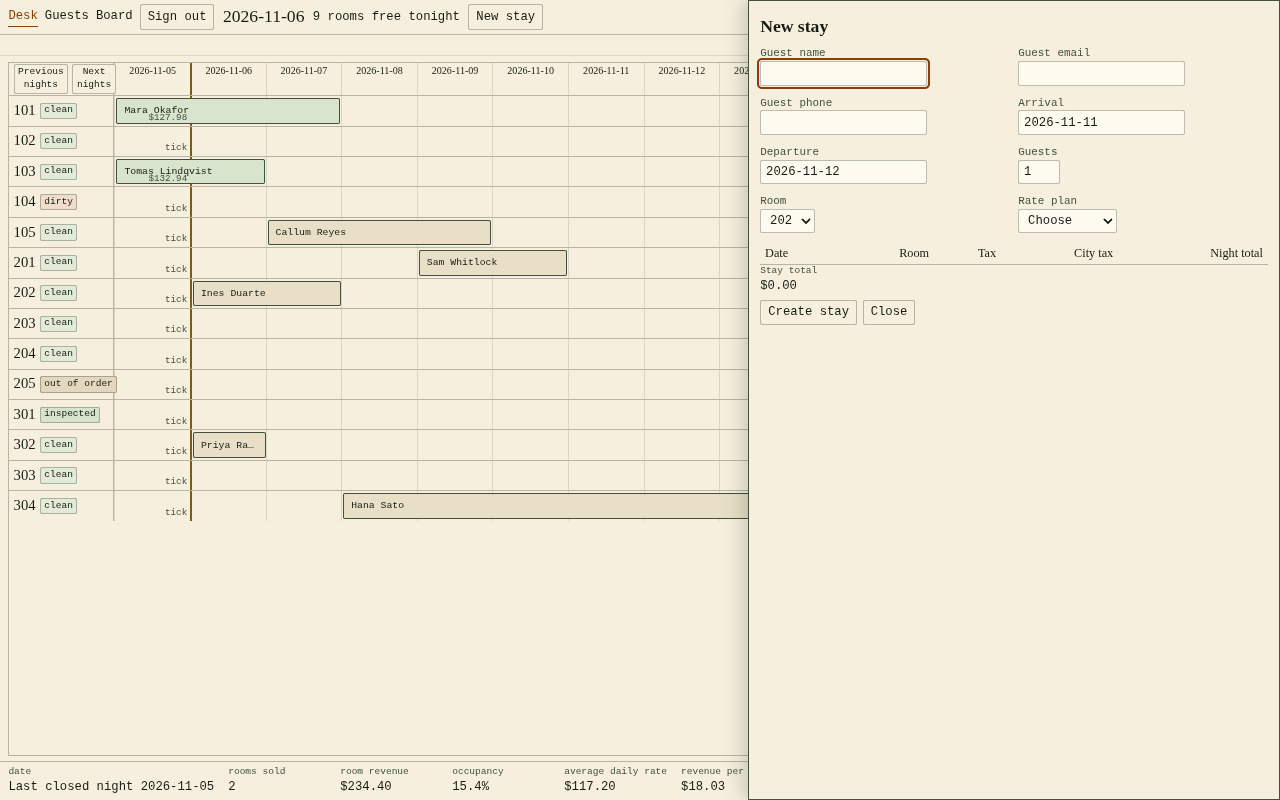 Desk Guests Board Sign out 2026-11-06 9 rooms free tonight New stay
Previous nights Next nights 2026-11-05 2026-11-06 2026-11-07 2026-11-08 2026-11-09 2026-11-10 2026-11-11 2026-11-12 202
101 clean Mara Okafor $127.98
102 clean tick
103 clean Tomas Lindqvist $132.94
104 dirty tick
105 clean tick Callum Reyes
201 clean tick Sam Whitlock
202 clean tick Ines Duarte
203 clean tick
204 clean tick
205 out of order tick
301 inspected tick
302 clean tick Priya Ra…
303 clean tick
304 clean tick Hana Sato
date rooms sold room revenue occupancy average daily rate revenue per
Last closed night 2026-11-05 2 $234.40 15.4% $117.20 $18.03
New stay
Guest name Guest email
Guest phone Arrival
2026-11-11
Departure Guests
2026-11-12 1
Room Rate plan
202 Choose
Date Room Tax City tax Night total
Stay total
$0.00
Create stay Close